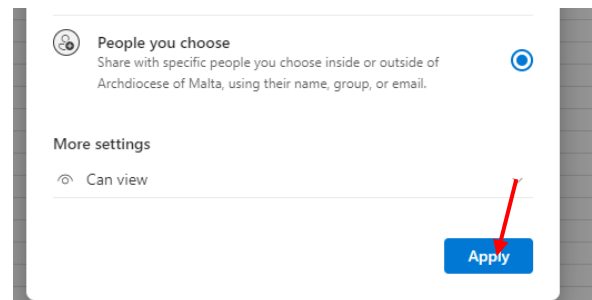 People you choose
Share with specific people you choose inside or outside of
Archdiocese of Malta, using their name, group, or email.
More settings
Can view
Apply